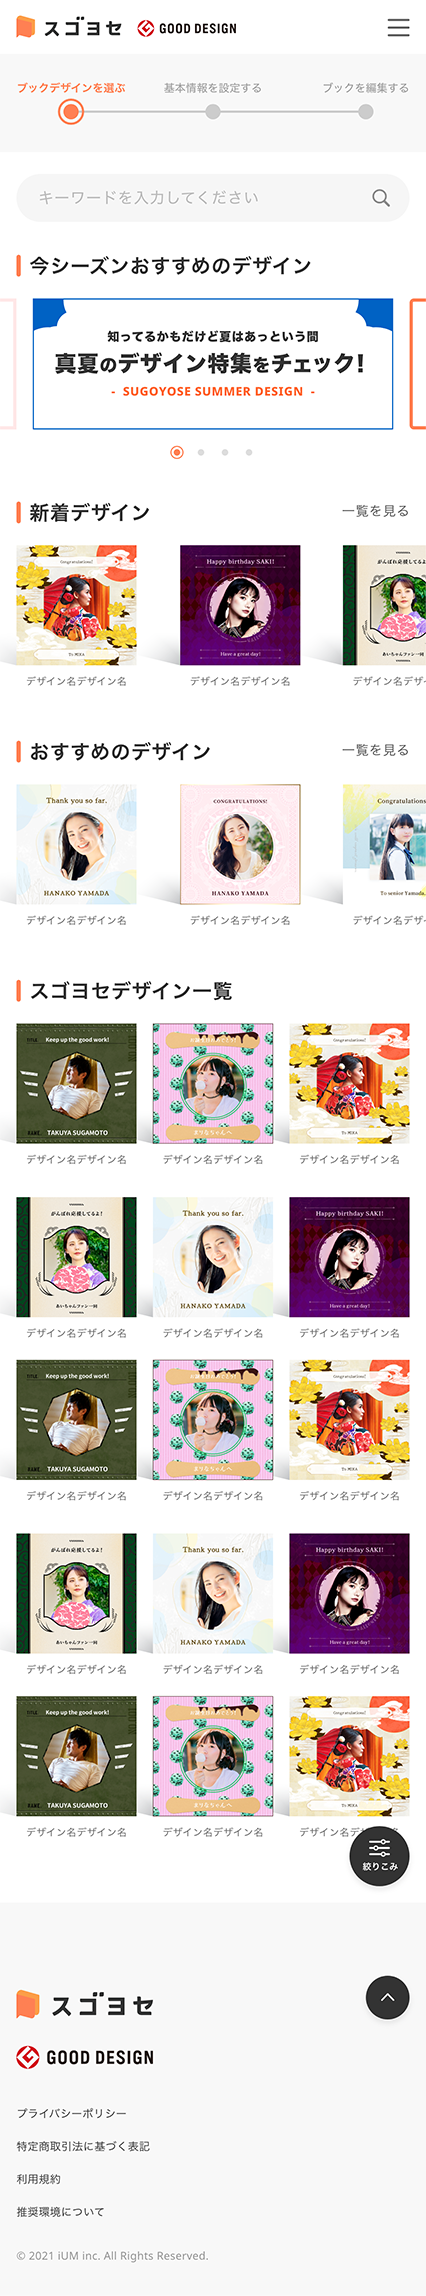 スゴヨセ GOOD DESIGN
ブックデザインを選ぶ 基本情報を設定する ブックを編集する
キーワードを入力してください
今シーズンおすすめのデザイン
知ってるかもだけど夏はあっという間
真夏のデザイン特集をチェック!
- SUGOYOSE SUMMER DESIGN -
新着デザイン 一覧を見る
Congratulations! Happy birthday SAKI! がんばれ応援してるよ!
To MIKA Have a great day! あいちゃんファン一同
デザイン名デザイン名 デザイン名デザイン名 デザイン名デザイ
おすすめのデザイン 一覧を見る
Thank you so far. CONGRATULATIONS! Congratulations
HANAKO YAMADA HANAKO YAMADA To senior Yamada.
デザイン名デザイン名 デザイン名デザイン名 デザイン名デザイ
スゴヨセデザイン一覧
Keep up the good work! Congratulations!
TAKUYA SUGAMOTO まりなちゃんへ To MIKA
デザイン名デザイン名 デザイン名デザイン名 デザイン名デザイン名
がんばれ応援してるよ! Thank you so far. Happy birthday SAKI!
あいちゃんファン一同 HANAKO YAMADA Have a great day!
デザイン名デザイン名 デザイン名デザイン名 デザイン名デザイン名
Keep up the good work! Congratulations!
TAKUYA SUGAMOTO まりなちゃんへ To MIKA
デザイン名デザイン名 デザイン名デザイン名 デザイン名デザイン名
がんばれ応援してるよ! Thank you so far. Happy birthday SAKI!
あいちゃんファン一同 HANAKO YAMADA Have a great day!
デザイン名デザイン名 デザイン名デザイン名 デザイン名デザイン名
Keep up the good work! Congratulations!
TAKUYA SUGAMOTO まりなちゃんへ To MIKA
デザイン名デザイン名 デザイン名デザイン名 デザイン名デ
絞りこみ
スゴヨセ
GOOD DESIGN
プライバシーポリシー
特定商取引法に基づく表記
利用規約
推奨環境について
© 2021 iUM inc. All Rights Reserved.